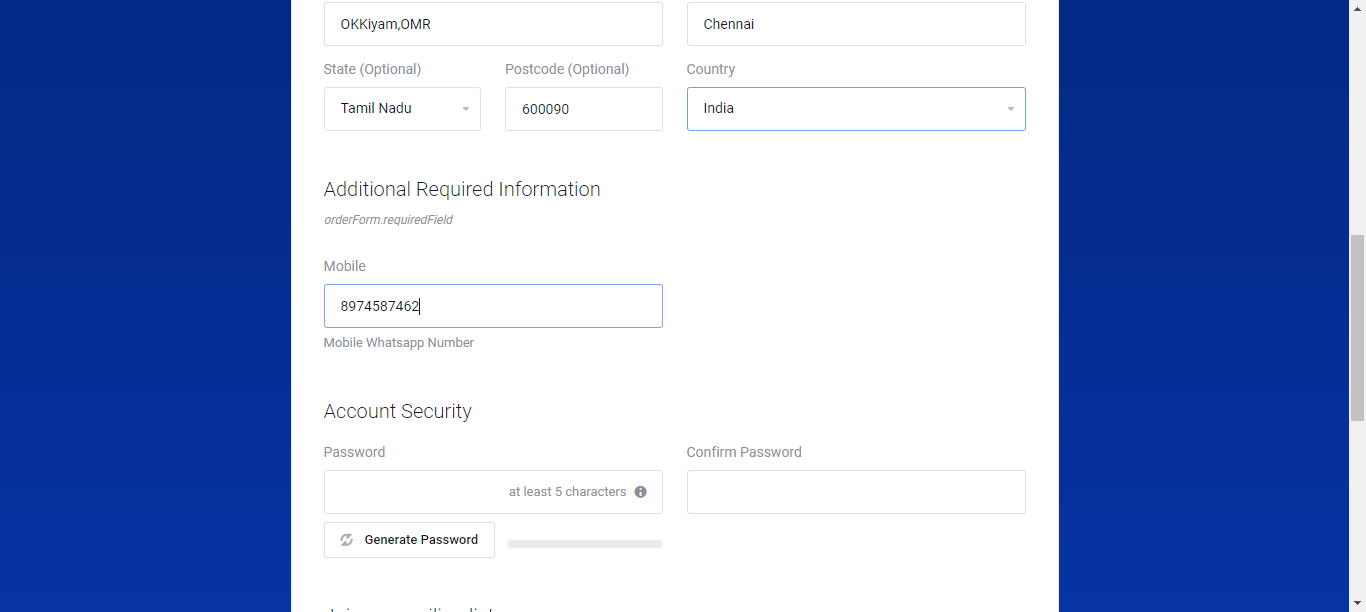 OKKiyam,OMR
Chennai
State (Optional)
Postcode (Optional)
Country
Tamil Nadu
600090
India
Additional Required Information
orderForm.requiredField
Mobile
8974587462
Mobile Whatsapp Number
Account Security
Password
Confirm Password
at least 5 characters
Generate Password